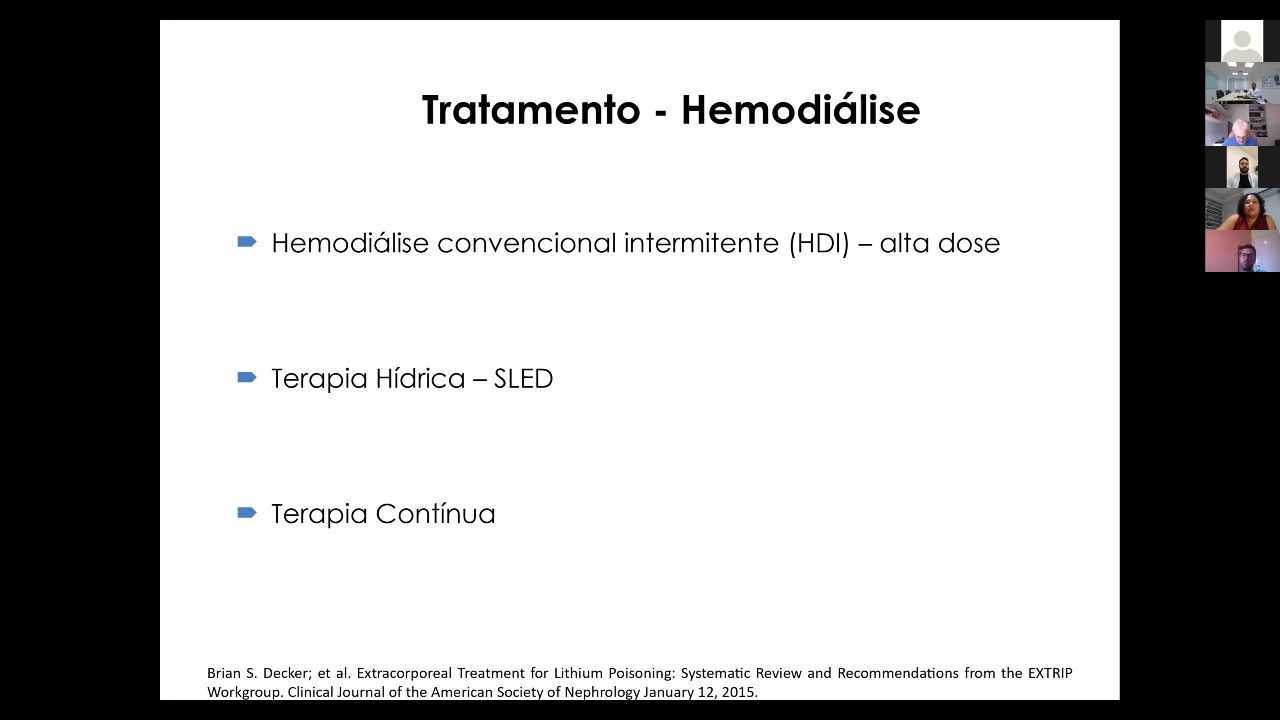 Tratamento - Hemodiálise
Hemodiálise convencional intermitente (HDI) – alta dose
Terapia Hídrica – SLED
Terapia Contínua
Brian S. Decker; et al. Extracorporeal Treatment for Lithium Poisoning: Systematic Review and Recommendations from the EXTRIP
Workgroup. Clinical Journal of the American Society of Nephrology January 12, 2015.